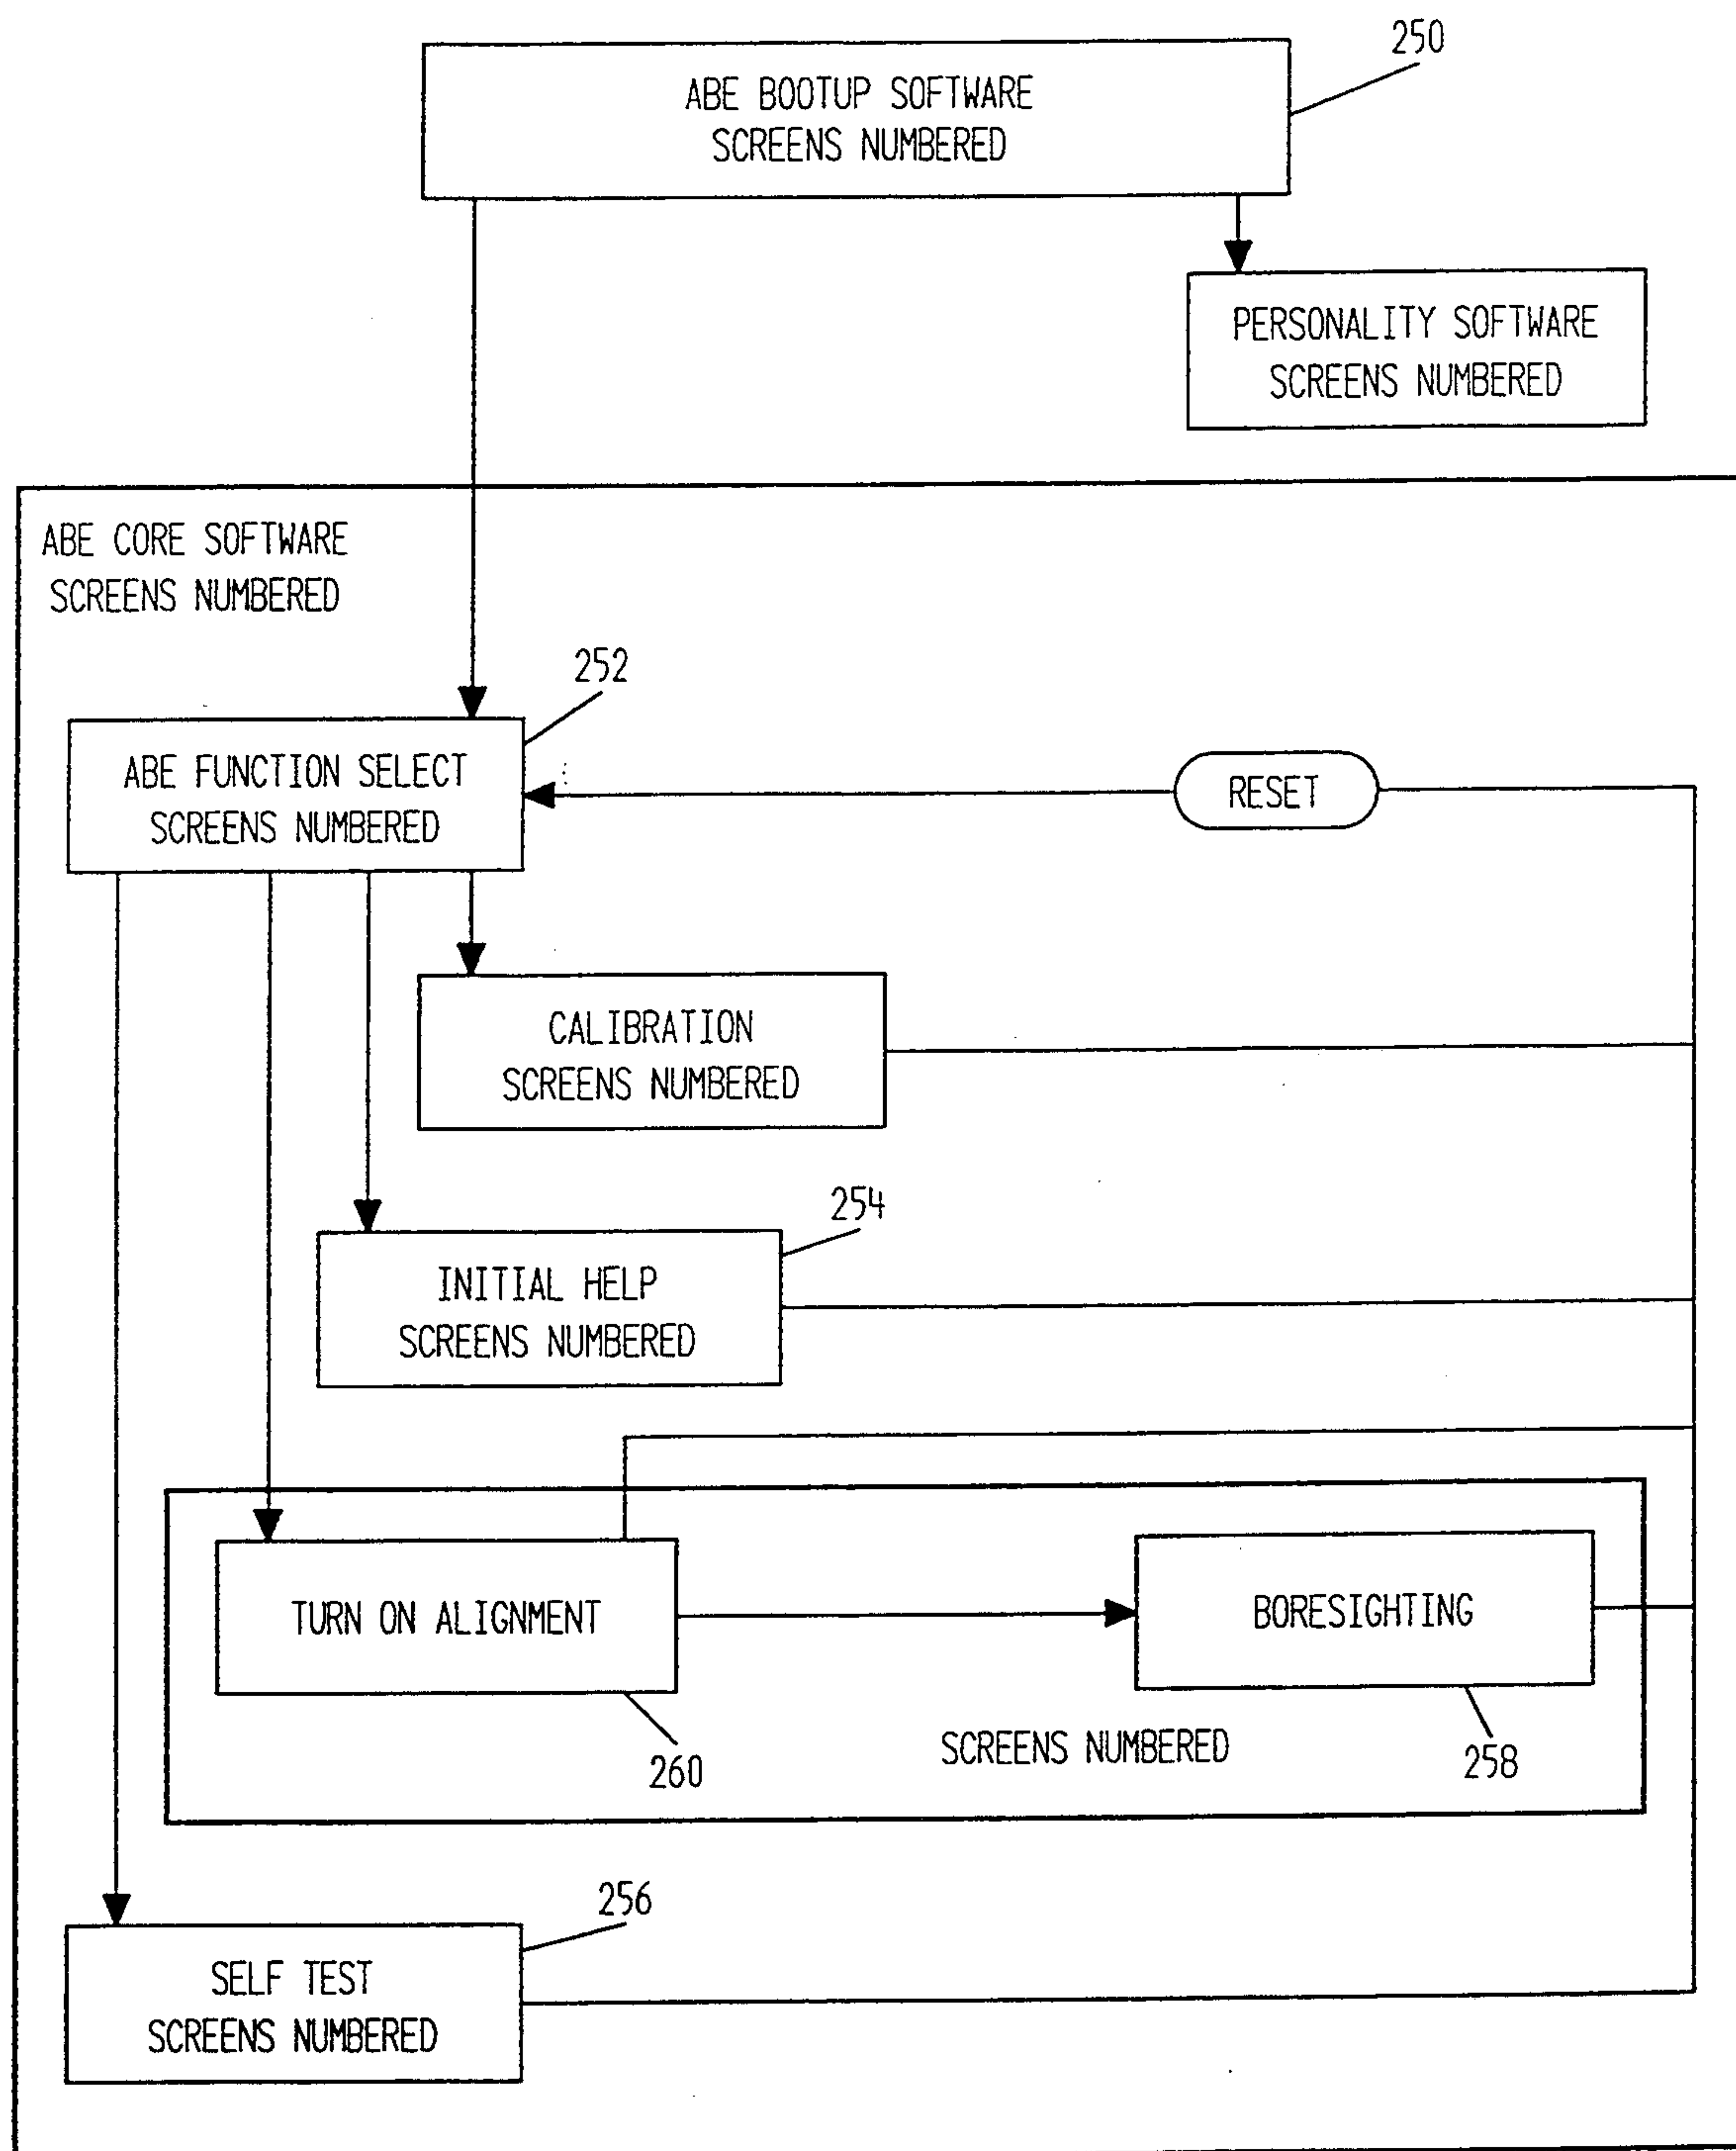 250
ABE BOOTUP SOFTWARE
SCREENS NUMBERED
PERSONALITY SOFTWARE
SCREENS NUMBERED
ABE CORE SOFTWARE
SCREENS NUMBERED
252
ABE FUNCTION SELECT
SCREENS NUMBERED
RESET
CALIBRATION
SCREENS NUMBERED
254
INITIAL HELP
SCREENS NUMBERED
TURN ON ALIGNMENT
BORESIGHTING
SCREENS NUMBERED
260
258
256
SELF TEST
SCREENS NUMBERED